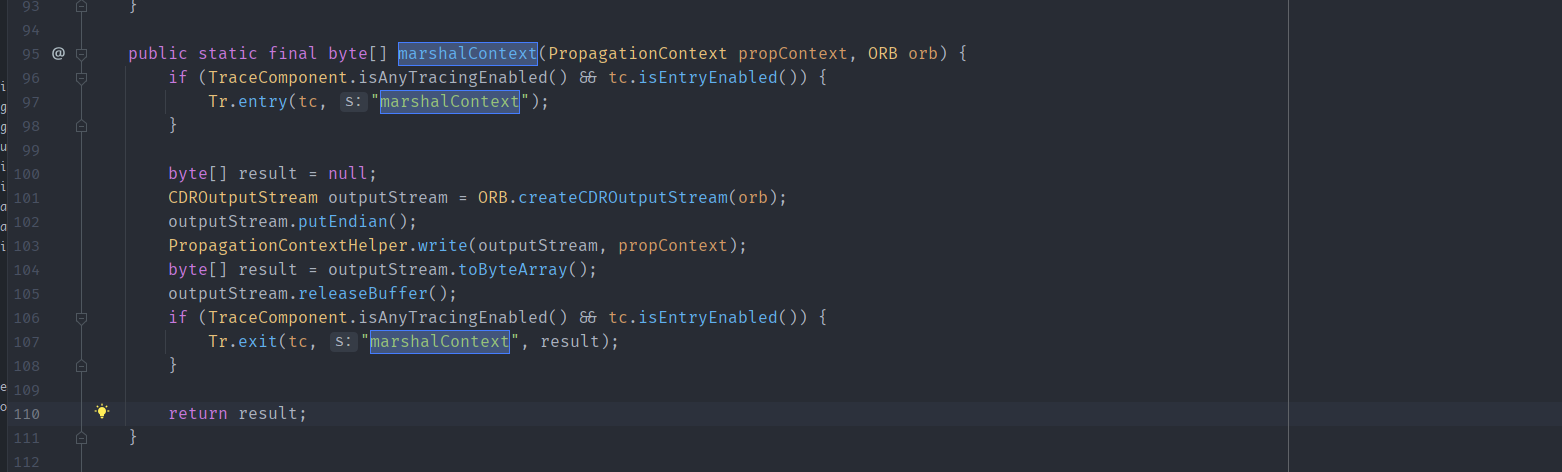 93 }
94
95 @ public static final byte[] marshalContext(PropagationContext propContext, ORB orb) {
96 if (TraceComponent.isAnyTracingEnabled() && tc.isEntryEnabled()) {
97 Tr.entry(tc, s: "marshalContext");
98 }
99
100 byte[] result = null;
101 CDROutputStream outputStream = ORB.createCDROutputStream(orb);
102 outputStream.putEndian();
103 PropagationContextHelper.write(outputStream, propContext);
104 byte[] result = outputStream.toByteArray();
105 outputStream.releaseBuffer();
106 if (TraceComponent.isAnyTracingEnabled() && tc.isEntryEnabled()) {
107 Tr.exit(tc, s: "marshalContext", result);
108 }
109
110 return result;
111 }
112